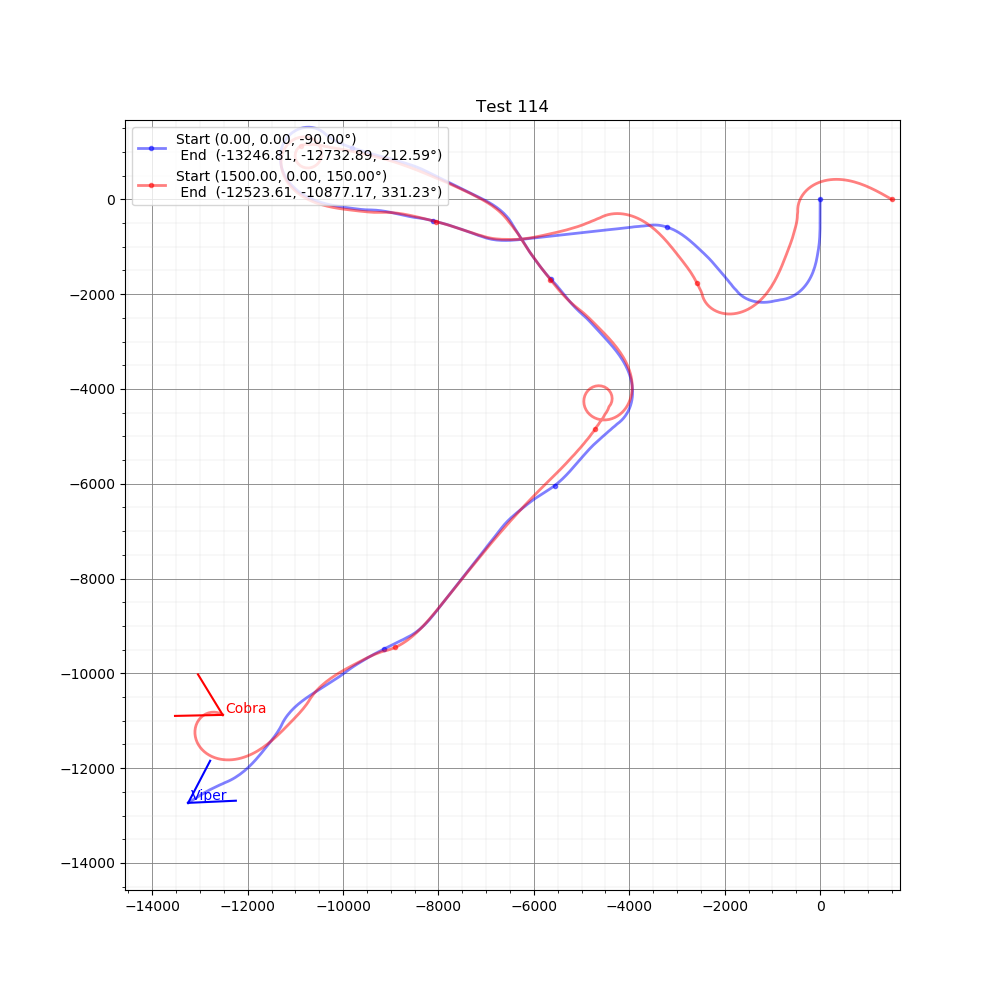 Test 114
Start (0.00, 0.00, -90.00°)
End  (-13246.81, -12732.89, 212.59°)
Start (1500.00, 0.00, 150.00°)
End  (-12523.61, -10877.17, 331.23°)
0
−2000
−4000
−6000
−8000
−10000
−12000
−14000
Cobra
Viper
−14000 −12000 −10000 −8000 −6000 −4000 −2000 0